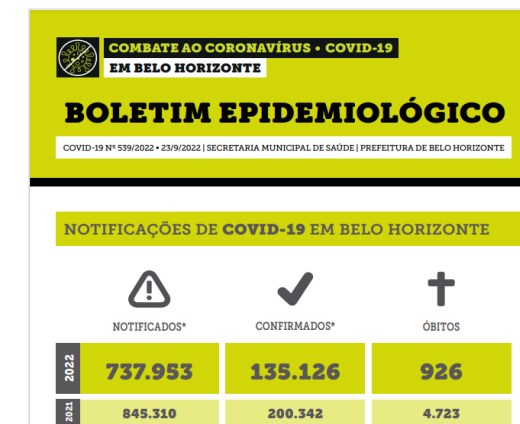 COMBATE AO CORONAVÍRUS • COVID-19
EM BELO HORIZONTE
BOLETIM EPIDEMIOLÓGICO
COVID-19 Nº 539/2022 • 23/9/2022 | SECRETARIA MUNICIPAL DE SAÚDE | PREFEITURA DE BELO HORIZONTE
NOTIFICAÇÕES DE COVID-19 EM BELO HORIZONTE
NOTIFICADOS* CONFIRMADOS* ÓBITOS
2022 737.953 135.126 926
2021 845.310 200.342 4.723